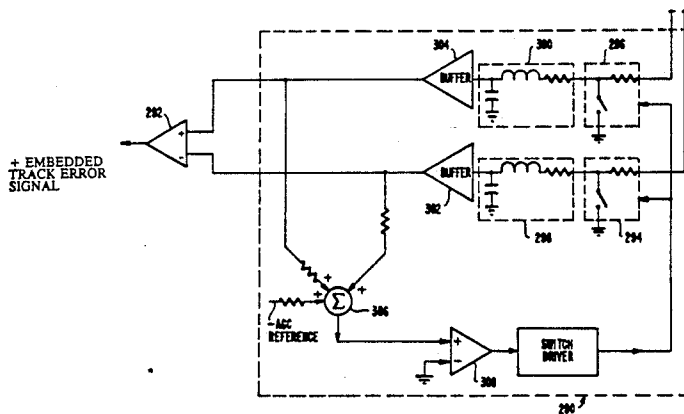 304
300
296
BUFFER
292
+
-
+ EMBEDDED
TRACK ERROR
SIGNAL
BUFFER
302
298
294
+
+
+
Σ
306
-AGC
REFERENCE
+
-
308
SWITCH
DRIVER
290